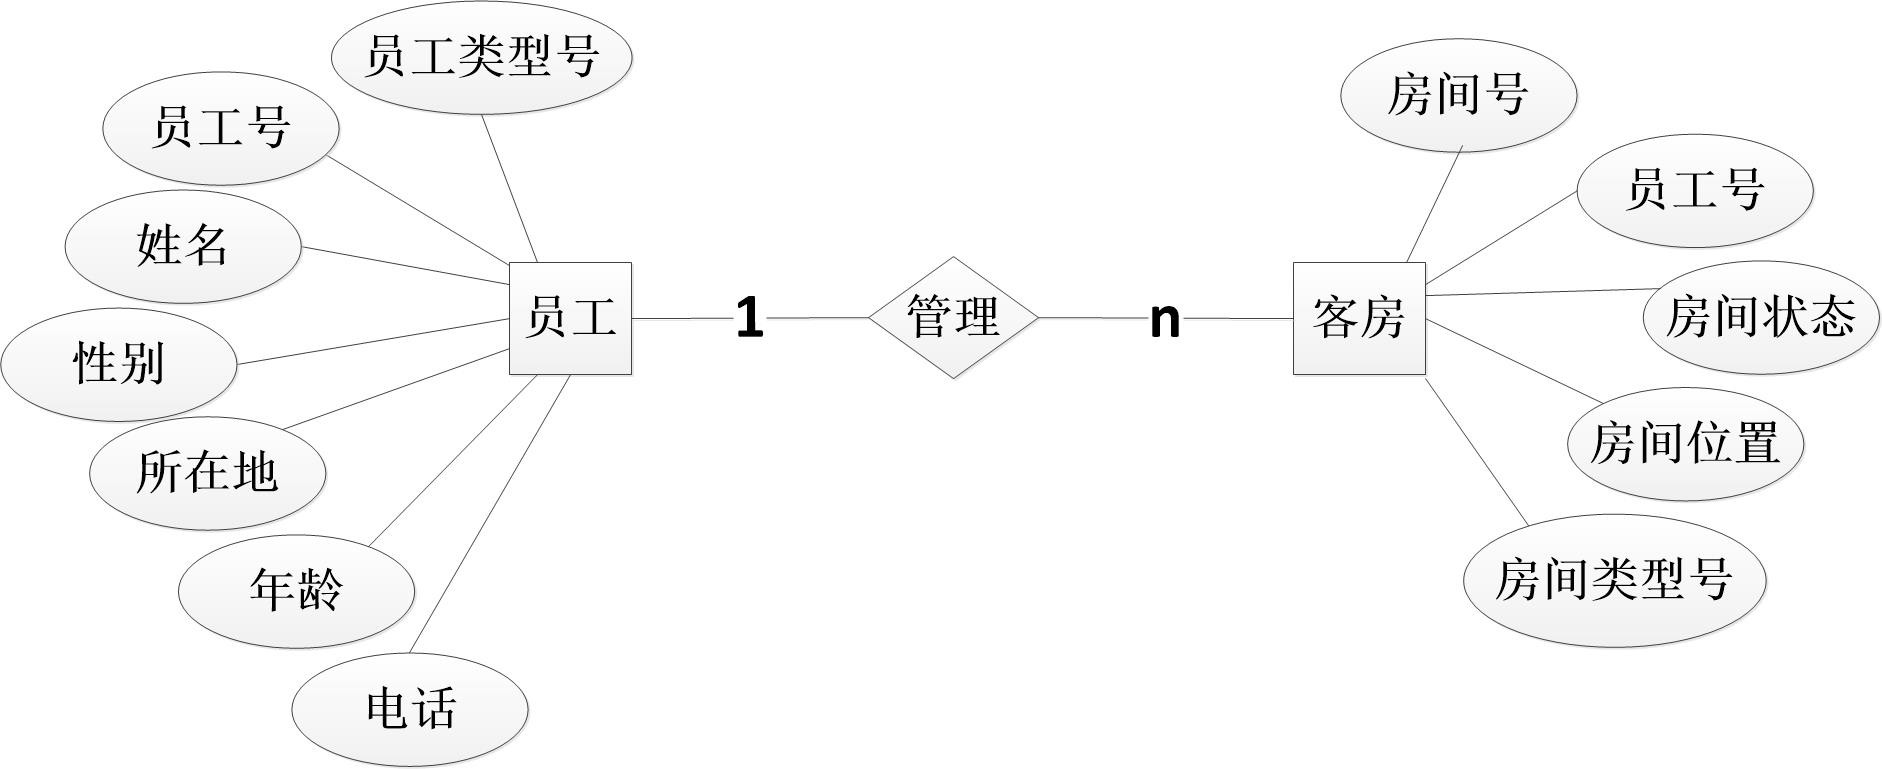 员工类型号
员工号
姓名
性别
所在地
年龄
电话
员工
1
管理
n
客房
房间号
员工号
房间状态
房间位置
房间类型号